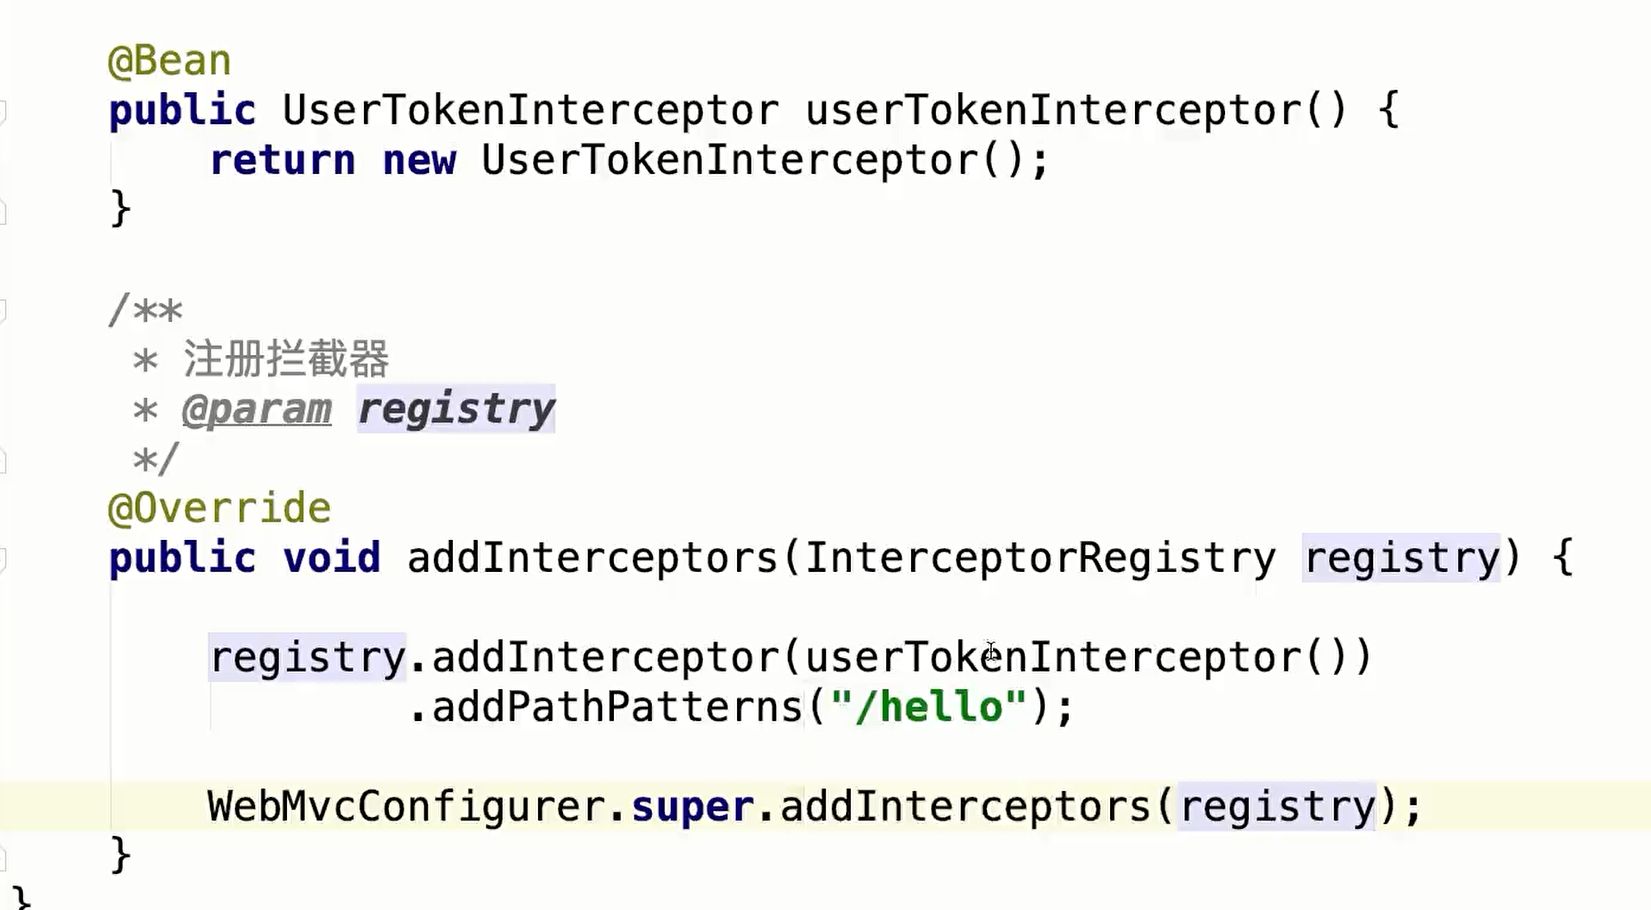 @Bean
public UserTokenInterceptor userTokenInterceptor() {
return new UserTokenInterceptor();
}
/**
* 注册拦截器
* @param registry
*/
@Override
public void addInterceptors(InterceptorRegistry registry) {
registry.addInterceptor(userTokenInterceptor())
.addPathPatterns("/hello");
WebMvcConfigurer.super.addInterceptors(registry);
}
}